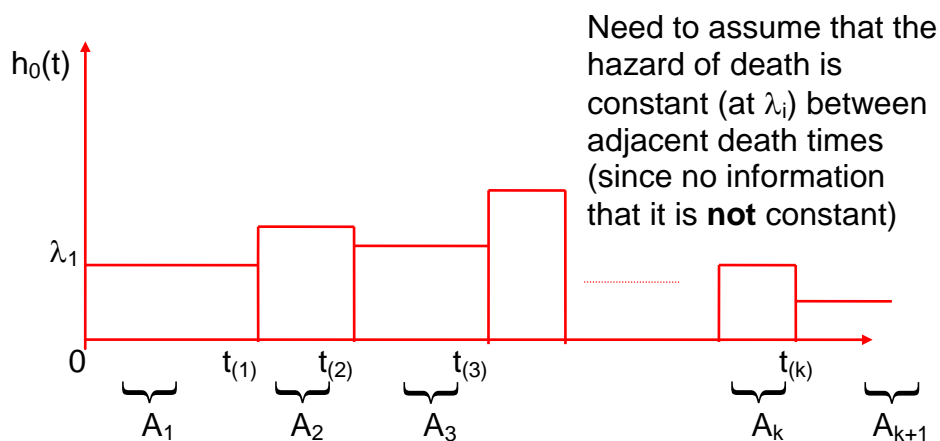 Need to assume that the
hazard of death is
constant (at λi) between
adjacent death times
(since no information
that it is not constant)
h0(t)
λ1
0 t(1) t(2) t(3) t(k)
A1 A2 A3 Ak Ak+1